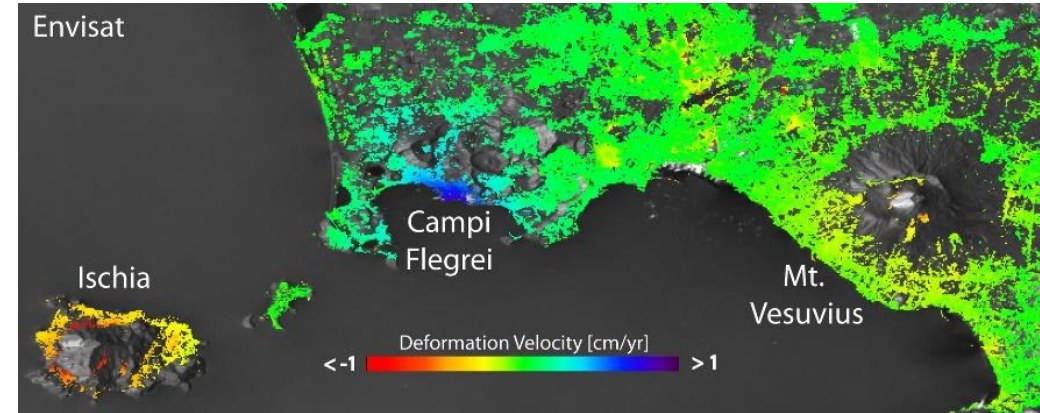 Envisat
Campi
Flegrei
Ischia
Mt.
Vesuvius
Deformation Velocity [cm/yr]
< -1
> 1